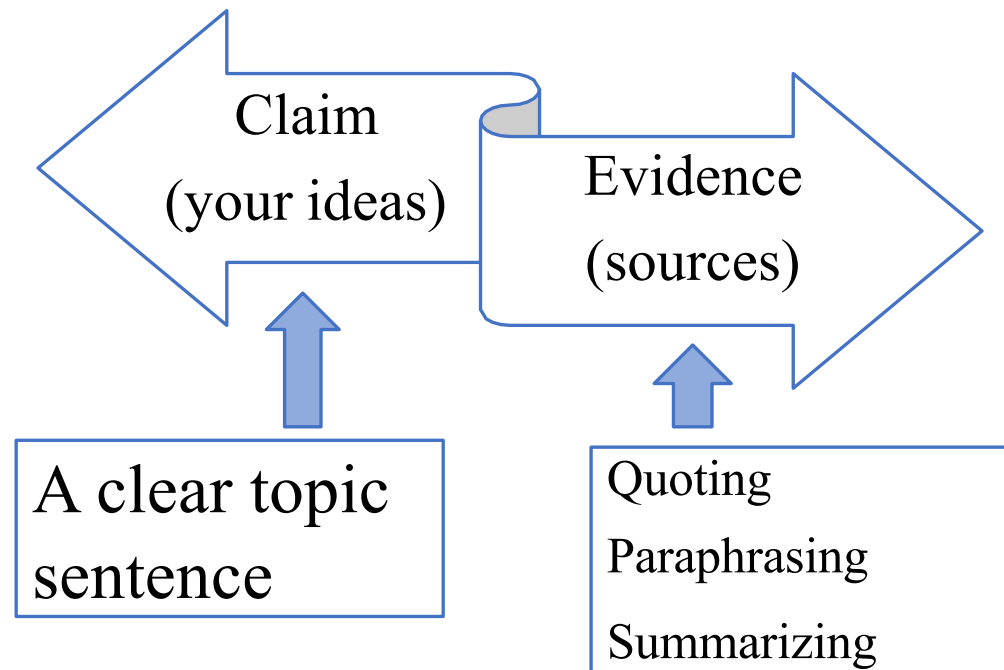 Claim
(your ideas)
Evidence
(sources)
A clear topic
sentence
Quoting
Paraphrasing
Summarizing